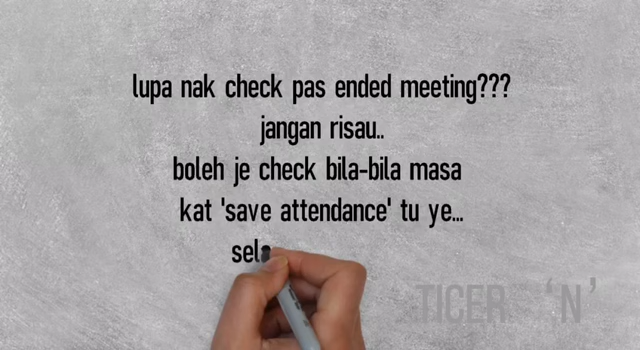 lupa nak check pas ended meeting???
jangan risau..
boleh je check bila-bila masa
kat 'save attendance' tu ye...
TICER 'N'